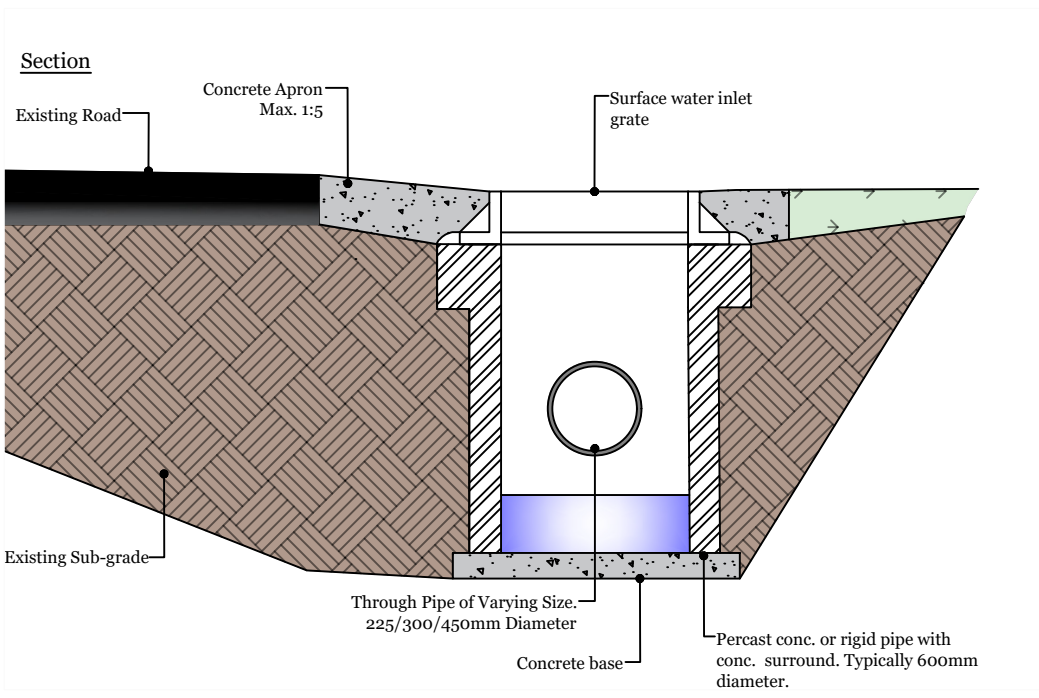 Section
Concrete Apron
Max. 1:5
Existing Road
Surface water inlet
grate
Existing Sub-grade
Through Pipe of Varying Size.
225/300/450mm Diameter
Concrete base
Percast conc. or rigid pipe with
conc. surround. Typically 600mm
diameter.